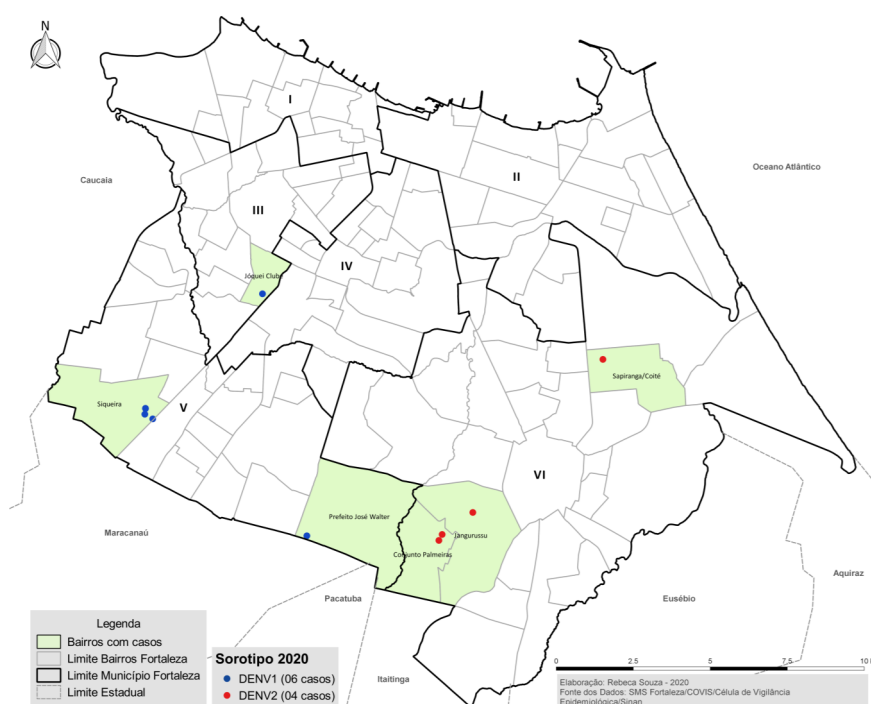 N
I
II
Oceano Atlântico
Caucaia
III
IV
Jóquei Clube
Sapiranga/Coité
Siqueira
V
VI
Prefeito José Walter
Jangurussu
Conjunto Palmeiras
Maracanaú
Aquiraz
Pacatuba
Eusébio
Itaitinga
Legenda
Bairros com casos
Limite Bairros Fortaleza
Limite Município Fortaleza
Limite Estadual
Sorotipo 2020
DENV1 (06 casos)
DENV2 (04 casos)
0 2.5 5 7.5 10
Elaboração: Rebeca Souza - 2020
Fonte dos Dados: SMS Fortaleza/COVIS/Célula de Vigilância
Epidemiológica/Sinan